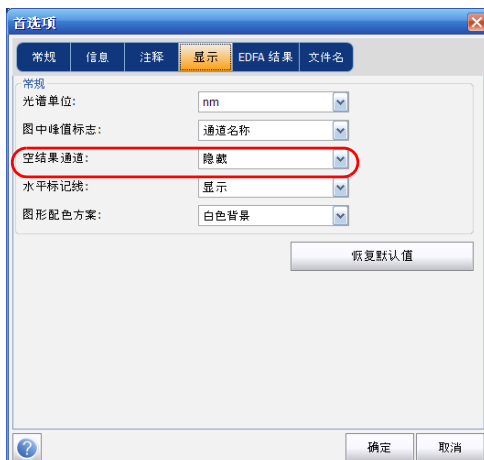 首选项
常规 信息 注释 显示 EDFA 结果 文件名
常规
光谱单位: nm
图中峰值标志: 通道名称
空结果通道: 隐藏
水平标记线: 显示
图形配色方案: 白色背景
恢复默认值
确定 取消